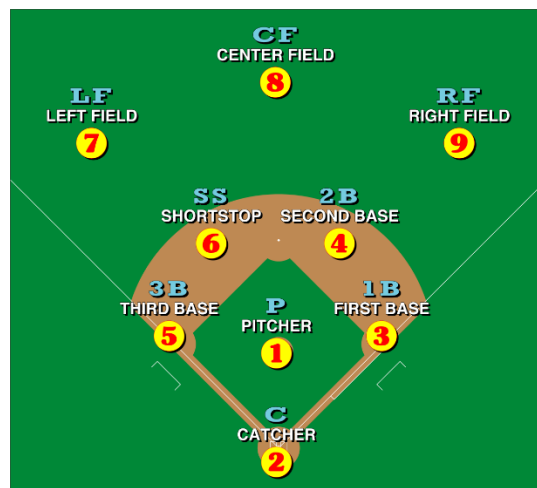 CF
CENTER FIELD
8
LF
LEFT FIELD
7
RF
RIGHT FIELD
9
SS
SHORTSTOP
6
2B
SECOND BASE
4
3B
THIRD BASE
5
P
PITCHER
1
1B
FIRST BASE
3
C
CATCHER
2